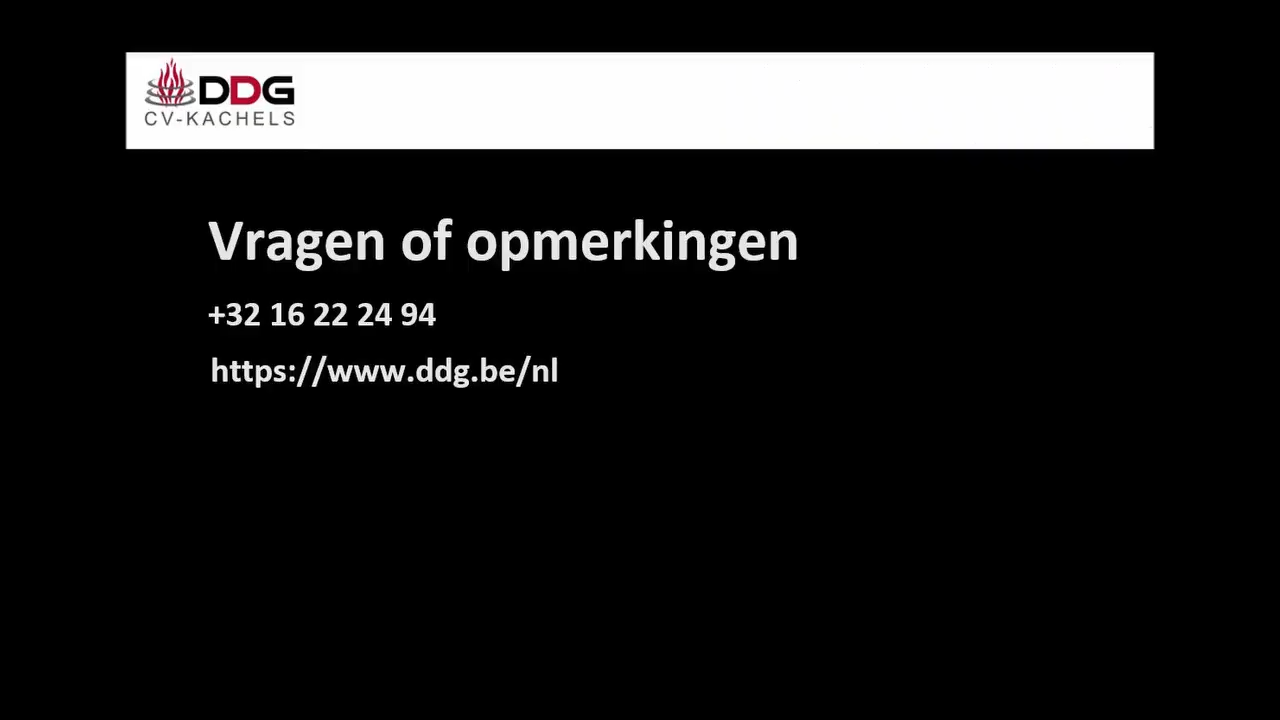 DDG
CV-KACHELS
Vragen of opmerkingen
+32 16 22 24 94
https://www.ddg.be/nl